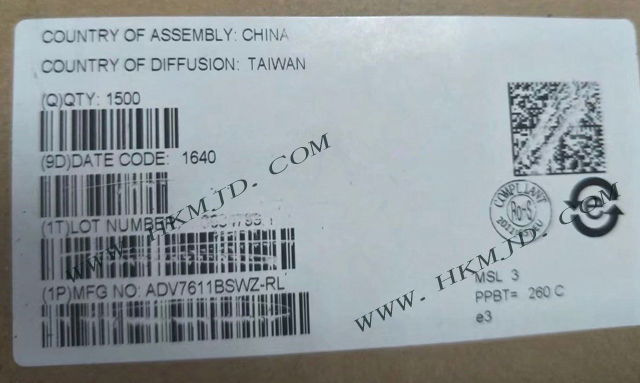 COUNTRY OF ASSEMBLY: CHINA
COUNTRY OF DIFFUSION: TAIWAN
(Q)QTY: 1500
(9D)DATE CODE: 1640
(1T)LOT NUMBER
(1P)MFG NO: ADV7611BSWZ-RL
COMPLIANT
RoHS
MSL 3
PPBT= 260 C
e3
WWW. HKMJD. COM
WWW. HKMJD. COM